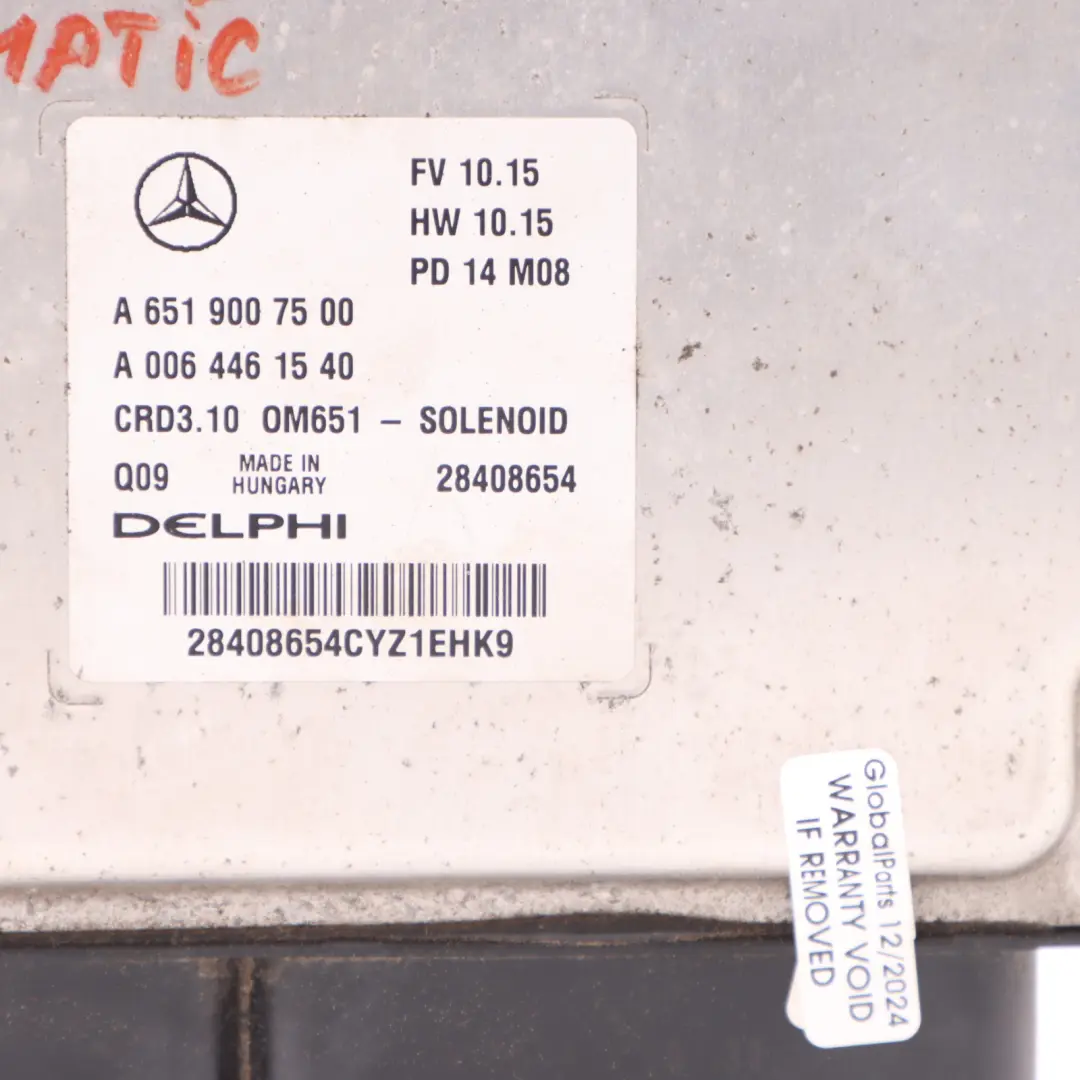 MATiC
FV 10.15
HW 10.15
PD 14 M08
A 651 900 75 00
A 006 446 15 40
CRD3.10 OM651 – SOLENOID
Q09 MADE IN HUNGARY 28408654
DELPHI
28408654CYZ1EHK9
GlobalParts 12/2024
WARRANTY VOID
IF REMOVED